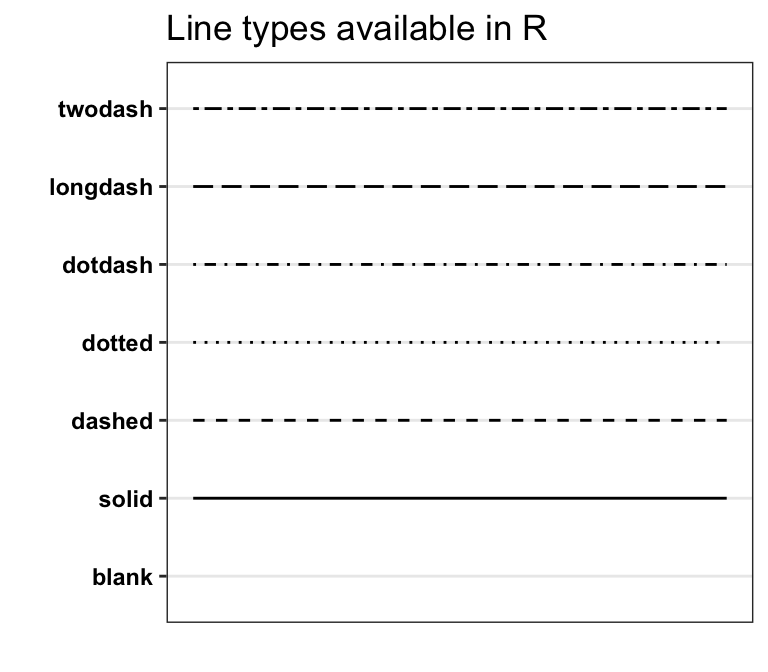 Line types available in R
twodash
longdash
dotdash
dotted
dashed
solid
blank